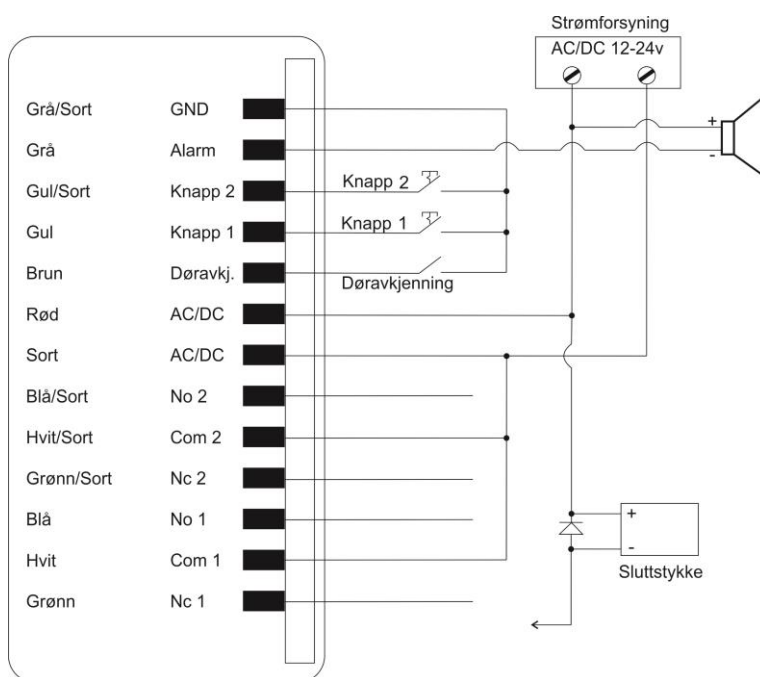 Strømforsyning
AC/DC 12-24v
Grå/Sort GND
+
Grå Alarm
-
Gul/Sort Knapp 2 Knapp 2
Gul Knapp 1 Knapp 1
Brun Døravkj.
Døravkjenning
Rød AC/DC
Sort AC/DC
Blå/Sort No 2
Hvit/Sort Com 2
Grønn/Sort Nc 2
Blå No 1
+
Hvit Com 1
-
Sluttstykke
Grønn Nc 1